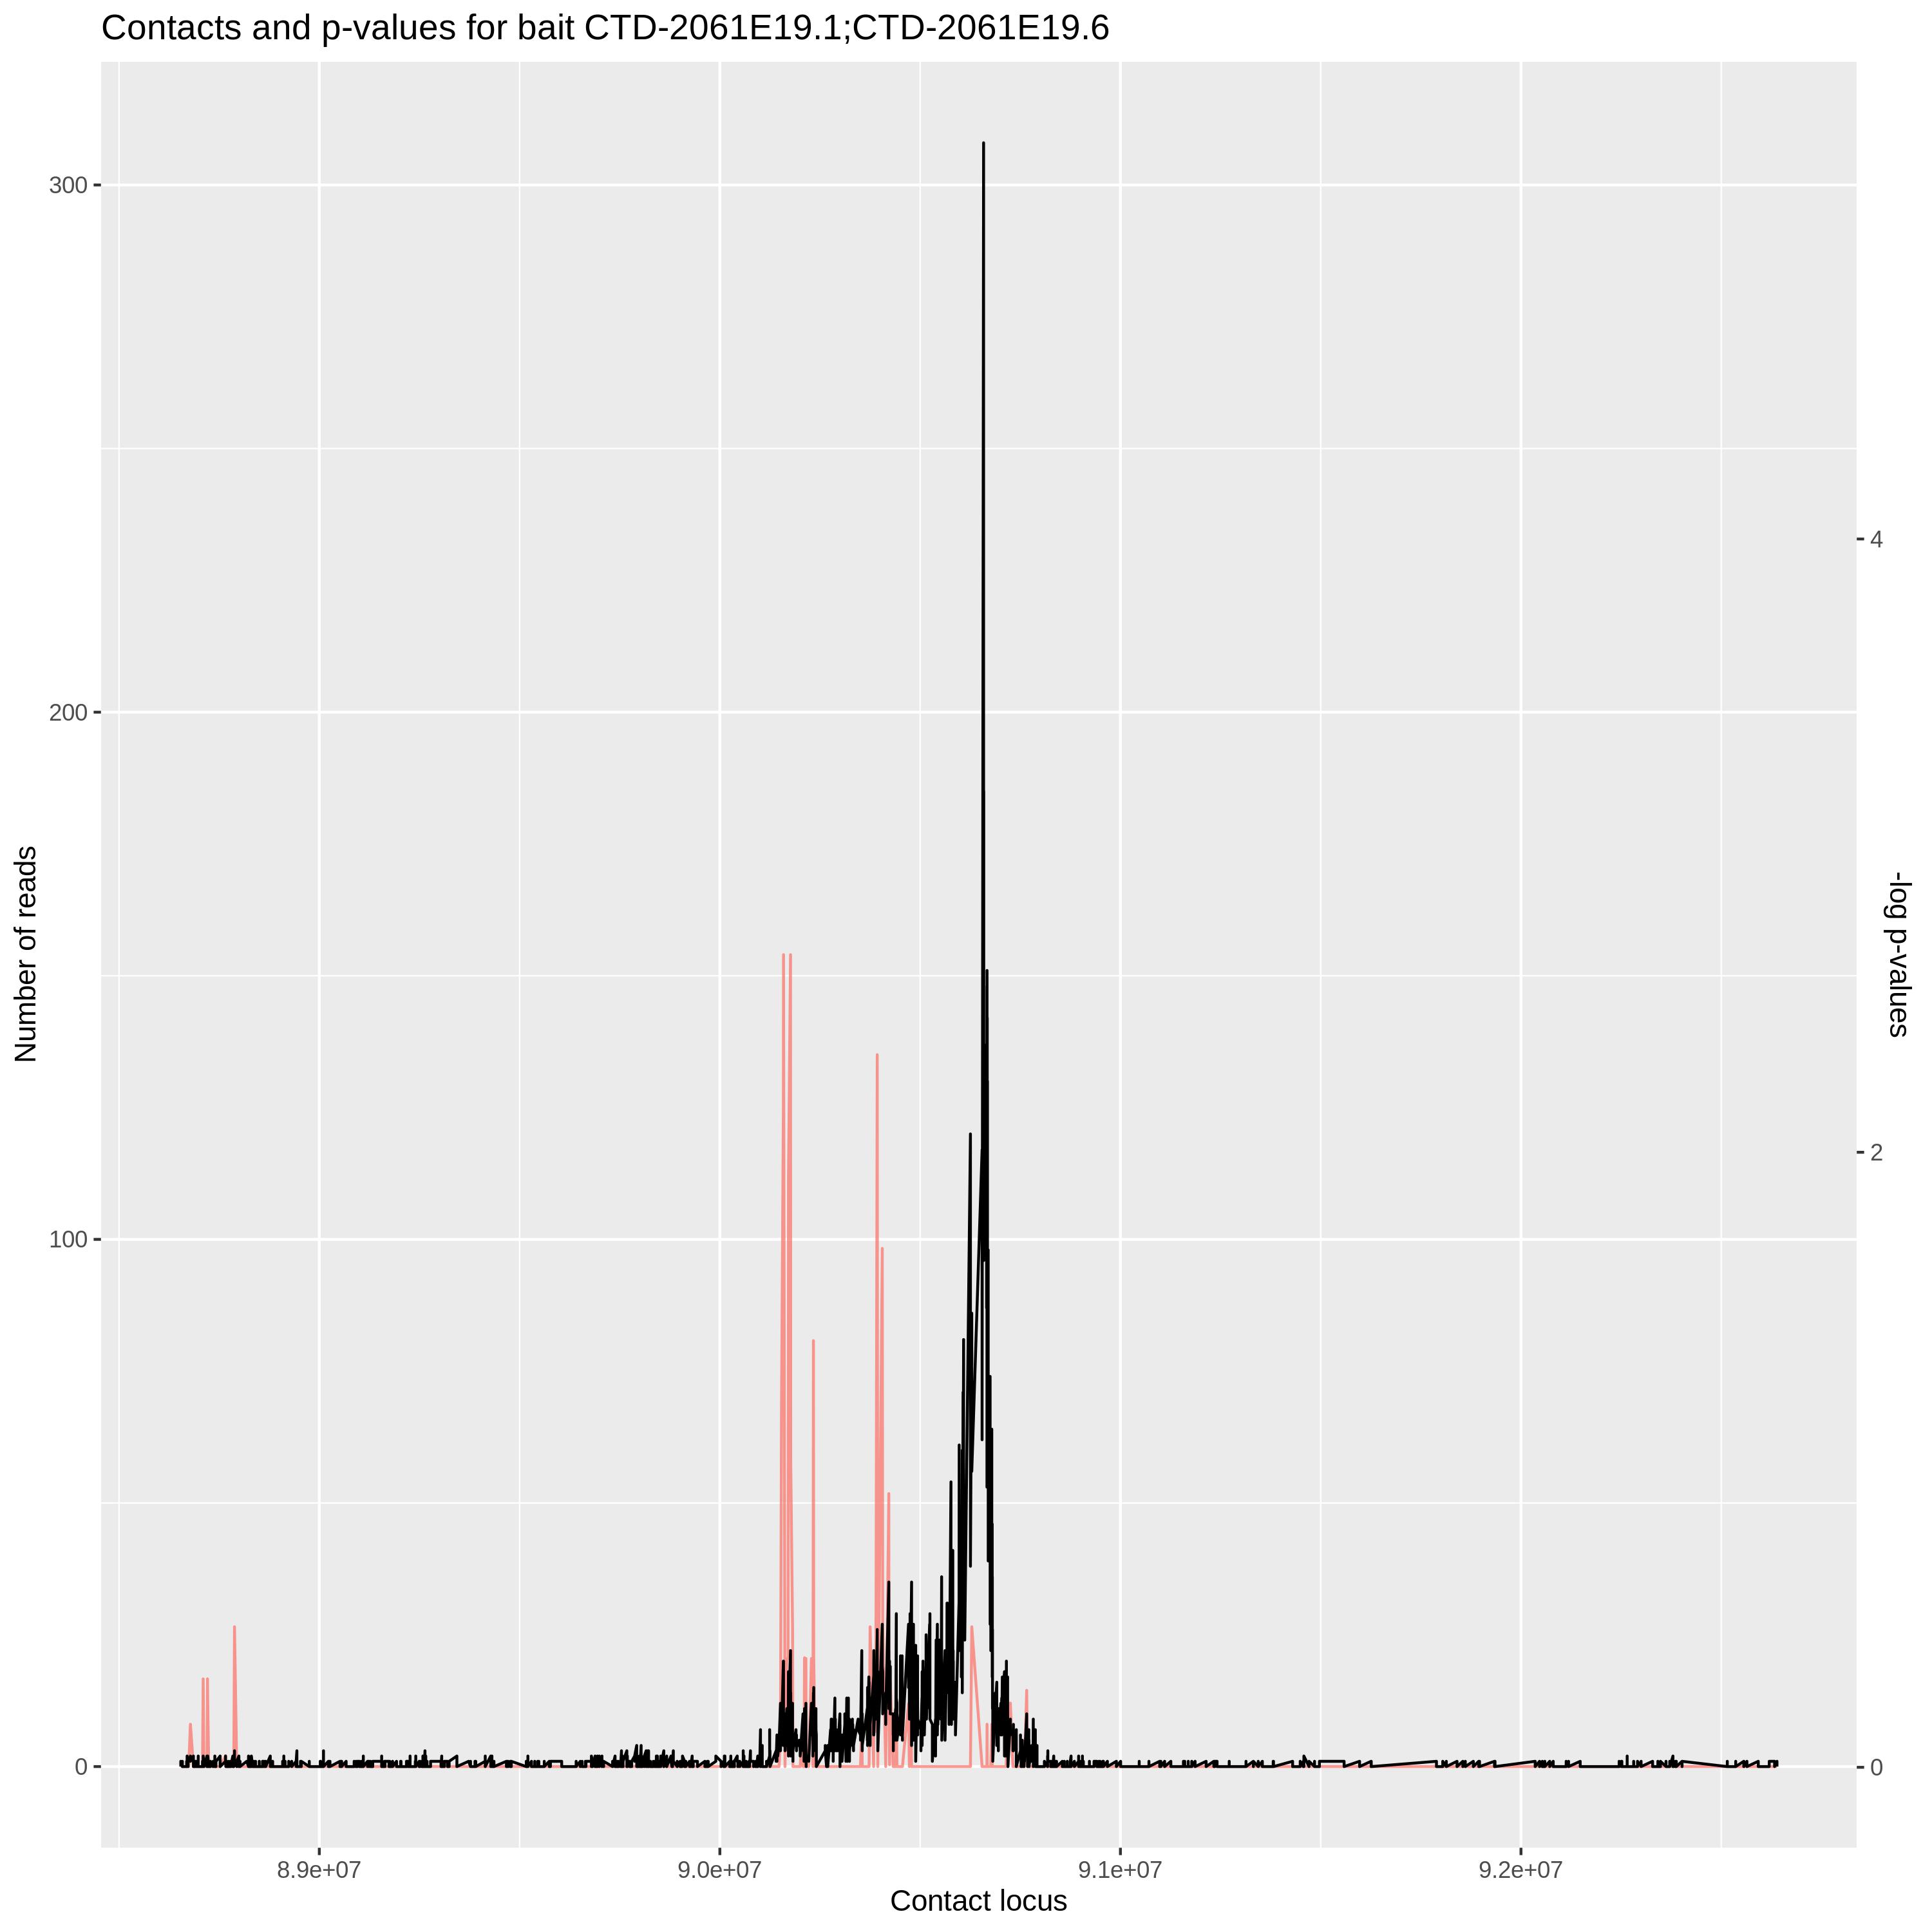 Contacts and p-values for bait CTD-2061E19.1;CTD-2061E19.6
300
200
100
0
Number of reads
4
2
0
-log p-values
8.9e+07
9.0e+07
9.1e+07
9.2e+07
Contact locus